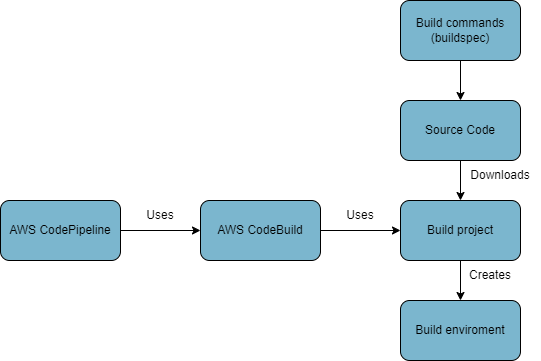 Build commands
(buildspec)
Source Code
Downloads
Uses
Uses
AWS CodePipeline
AWS CodeBuild
Build project
Creates
Build enviroment